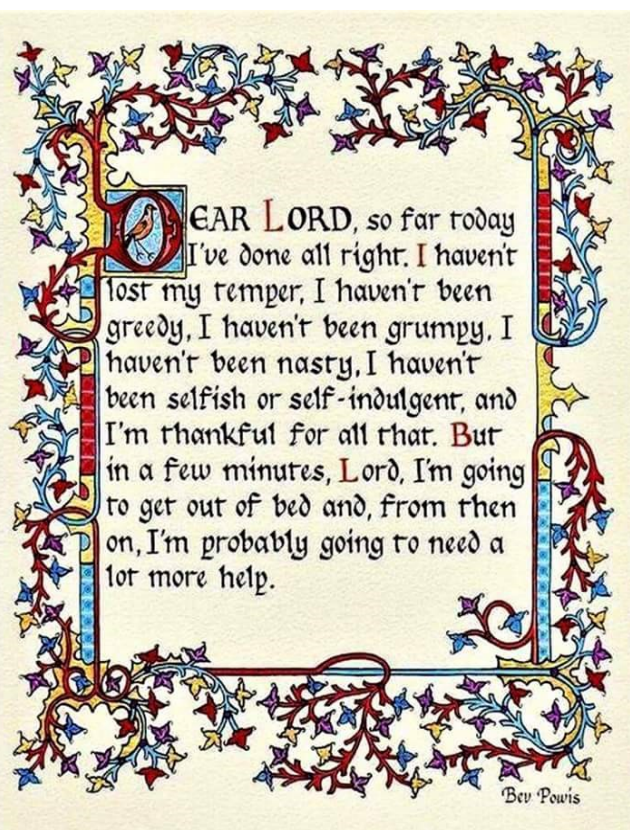 DEAR LORD, so far today
I've done all right. I haven't
lost my temper, I haven't been
greedy, I haven't been grumpy, I
haven't been nasty, I haven't
been selfish or self-indulgent, and
I'm thankful for all that. But
in a few minutes, Lord, I'm going
to get out of bed and, from then
on, I'm probably going to need a
lot more help.
Bev Powis